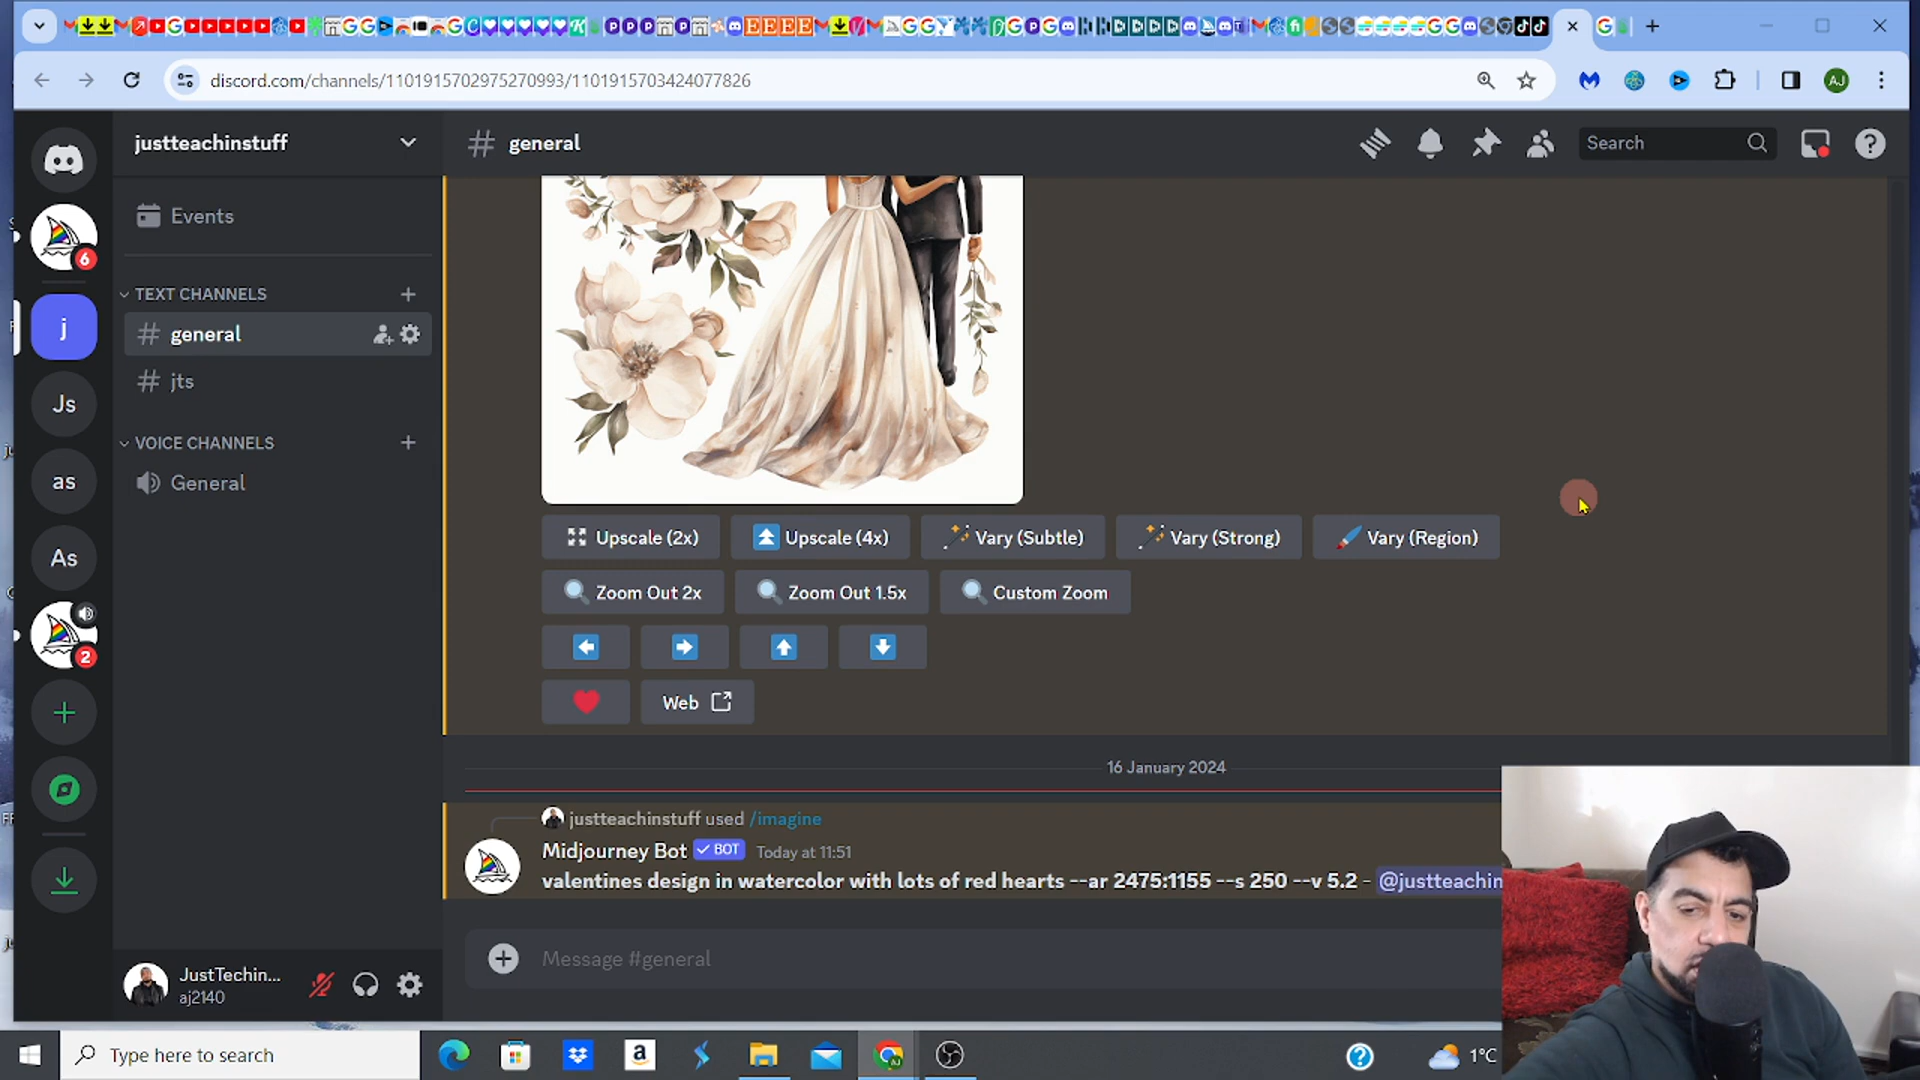 discord.com/channels/1101915702975270993/1101915703424077826
AJ
justteachinstuff
general
Search
Events
6
TEXT CHANNELS
j
general
Js
jts
VOICE CHANNELS
as
General
As
2
Upscale (2x)
Upscale (4x)
Vary (Subtle)
Vary (Strong)
Vary (Region)
Zoom Out 2x
Zoom Out 1.5x
Custom Zoom
Web
16 January 2024
justteachinstuff used /imagine
Midjourney Bot BOT Today at 11:51
valentines design in watercolor with lots of red hearts --ar 2475:1155 --s 250 --v 5.2 - @justteachin
Message #general
JustTechin...
aj2140
Type here to search
1°C